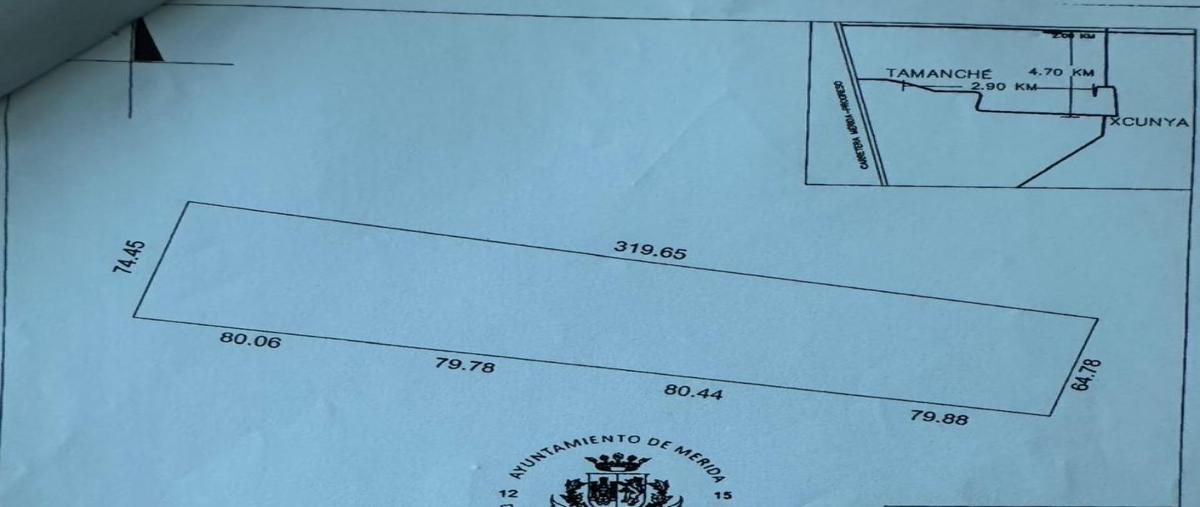 2.00 KM
TAMANCHÉ
4.70 KM
2.90 KM
CARRETERA MÉRIDA-PROGRESO
XCUNYA
319.65
74.45
64.78
80.06
79.78
80.44
79.88
AYUNTAMIENTO DE MERIDA
12
15